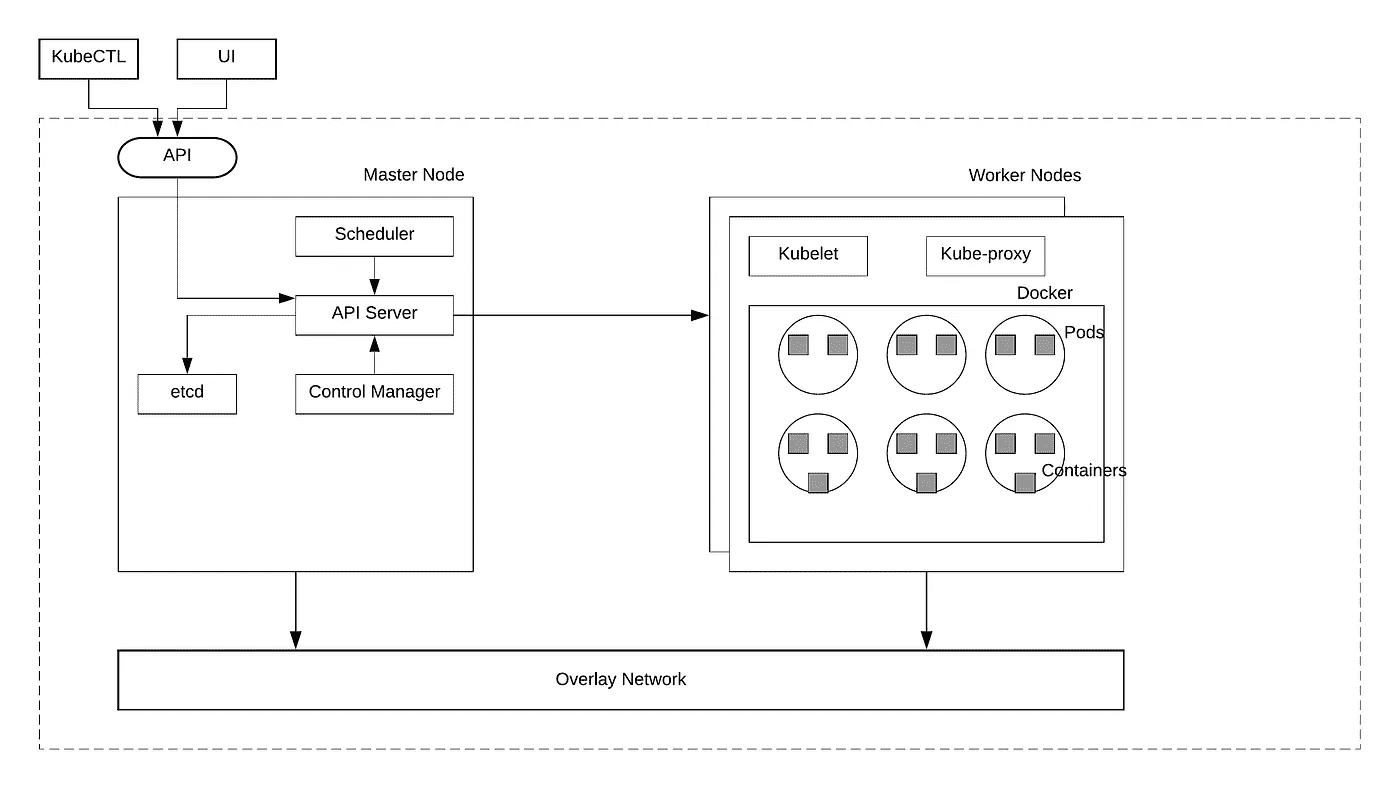 KubeCTL
UI
API
Master Node
Worker Nodes
Scheduler
Kubelet
Kube-proxy
Docker
API Server
Pods
etcd
Control Manager
Containers
Overlay Network